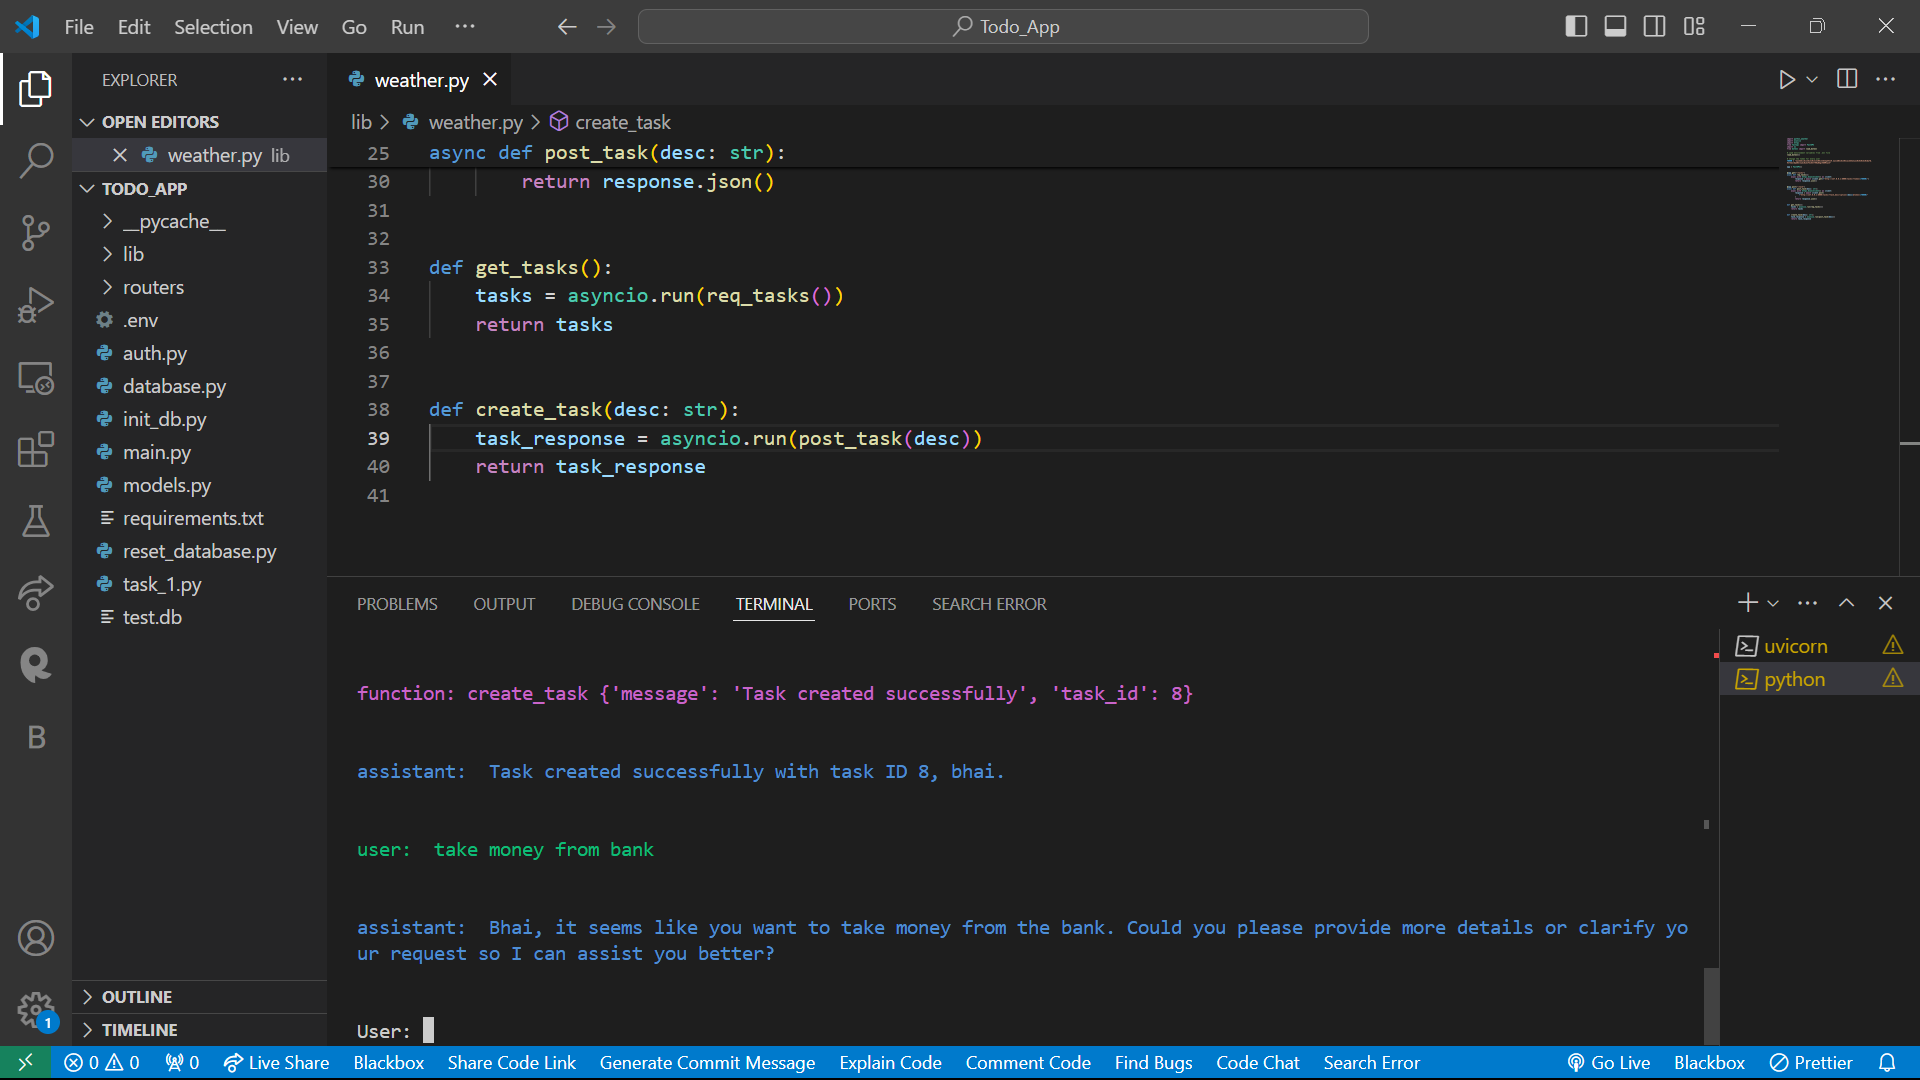 File Edit Selection View Go Run ··· Todo_App
EXPLORER ···
OPEN EDITORS
weather.py lib
TODO_APP
__pycache__
lib
routers
.env
auth.py
database.py
init_db.py
main.py
models.py
requirements.txt
reset_database.py
task_1.py
test.db
OUTLINE
TIMELINE
weather.py
lib > weather.py > create_task
25 async def post_task(desc: str):
30 return response.json()
31
32
33 def get_tasks():
34 tasks = asyncio.run(req_tasks())
35 return tasks
36
37
38 def create_task(desc: str):
39 task_response = asyncio.run(post_task(desc))
40 return task_response
41
PROBLEMS OUTPUT DEBUG CONSOLE TERMINAL PORTS SEARCH ERROR
uvicorn
python
function: create_task {'message': 'Task created successfully', 'task_id': 8}
assistant: Task created successfully with task ID 8, bhai.
user: take money from bank
assistant: Bhai, it seems like you want to take money from the bank. Could you please provide more details or clarify yo
ur request so I can assist you better?
User:
B
1
0 0 0 Live Share Blackbox Share Code Link Generate Commit Message Explain Code Comment Code Find Bugs Code Chat Search Error Go Live Blackbox Prettier